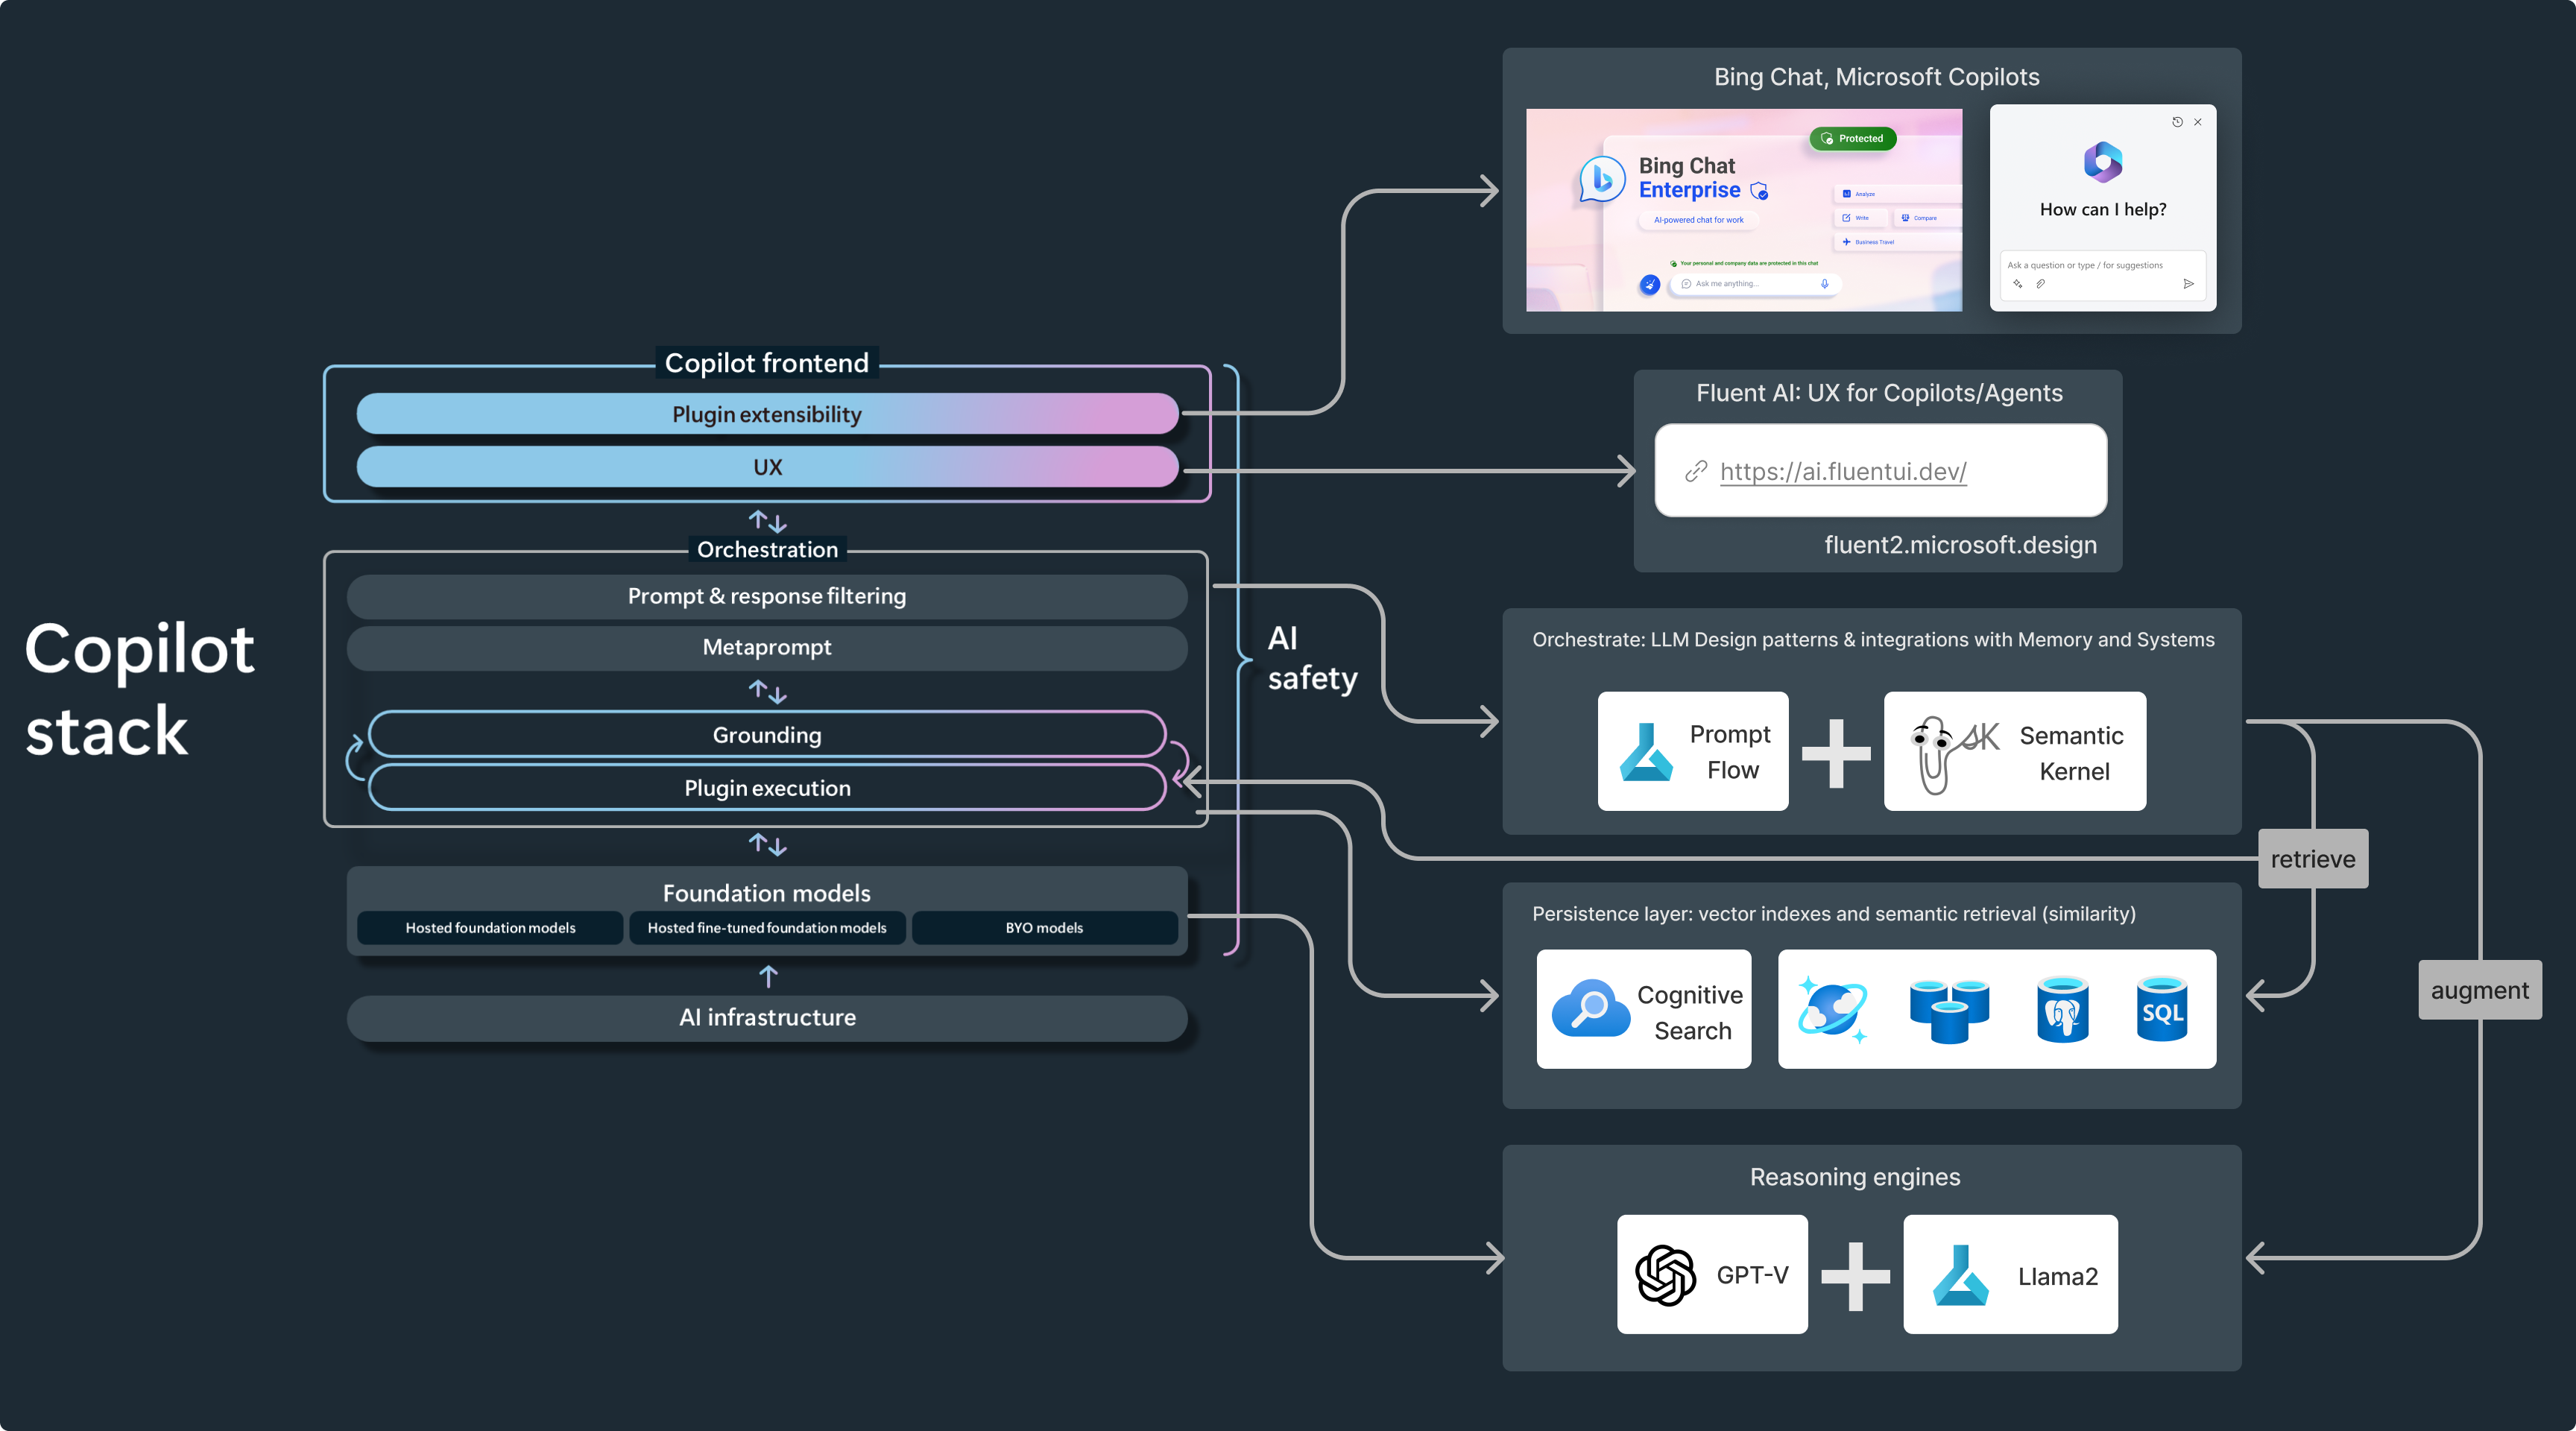 Copilot
stack
Copilot frontend
Plugin extensibility
UX
Orchestration
Prompt & response filtering
Metaprompt
Grounding
Plugin execution
Foundation models
Hosted foundation models
Hosted fine-tuned foundation models
BYO models
AI infrastructure
AI
safety
Bing Chat, Microsoft Copilots
Protected
Bing Chat
Enterprise
AI-powered chat for work
Analyze
Write
Compare
Business Travel
Your personal and company data are protected in this chat
Ask me anything...
How can I help?
Ask a question or type / for suggestions
Fluent AI: UX for Copilots/Agents
https://ai.fluentui.dev/
fluent2.microsoft.design
Orchestrate: LLM Design patterns & integrations with Memory and Systems
Prompt
Flow
SK
Semantic
Kernel
retrieve
Persistence layer: vector indexes and semantic retrieval (similarity)
Cognitive
Search
SQL
augment
Reasoning engines
GPT-V
Llama2